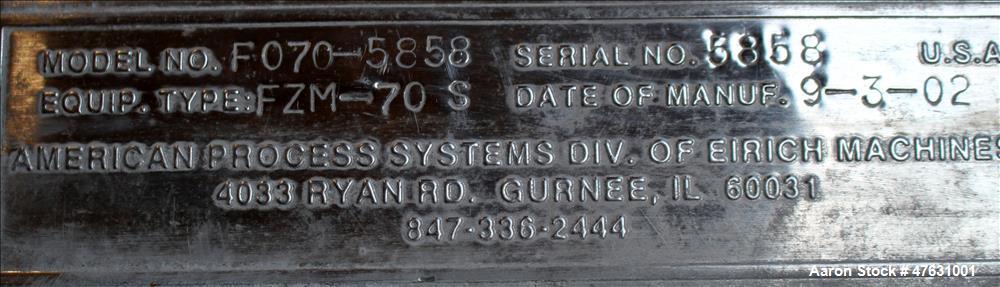 MODEL NO. F070-5858 SERIAL NO. 5858 U.S.A
EQUIP. TYPE: FZM-70 S DATE OF MANUF. 9-3-02
AMERICAN PROCESS SYSTEMS DIV. OF EIRICH MACHINES
4033 RYAN RD. GURNEE, IL 60031
847-336-2444
Aaron Stock # 47631001